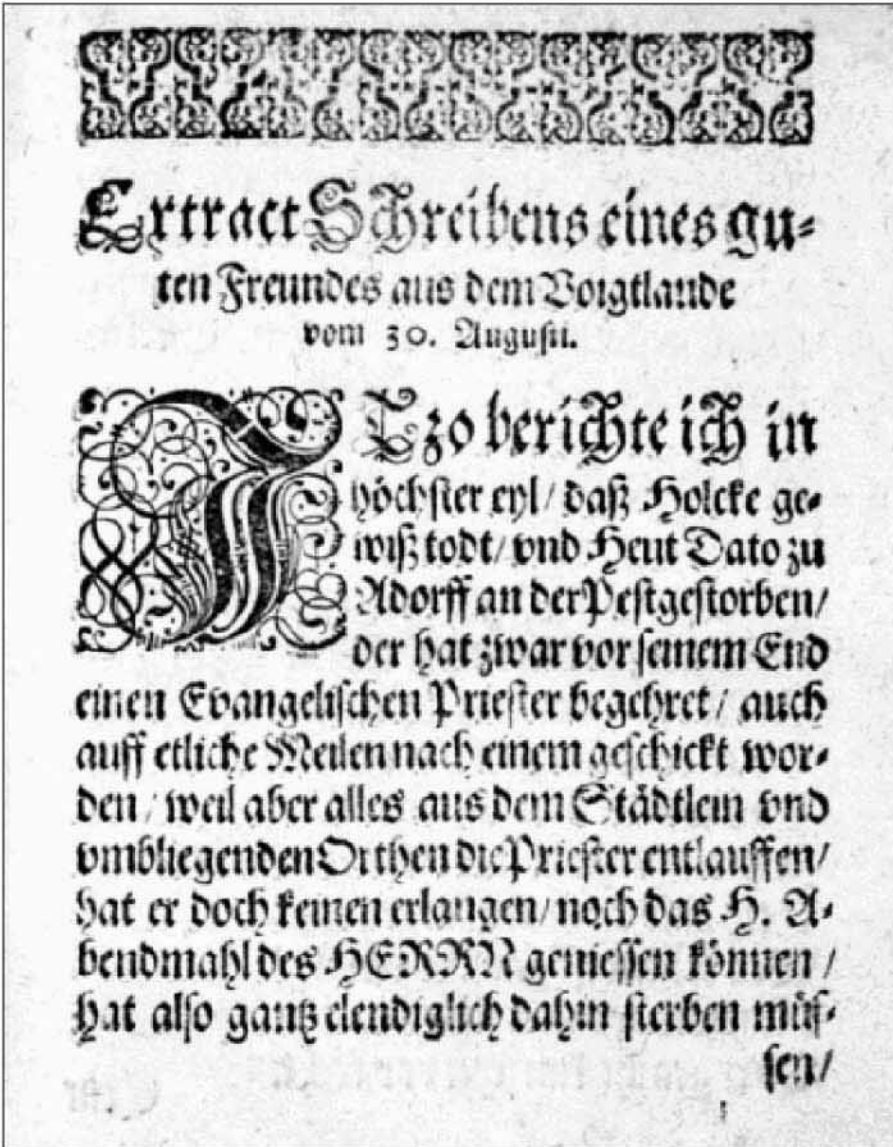 Extract Schreibens eines gu-
ten Freundes aus dem Voigtlande
vom 30. Augusti.
ITzo berichte ich in
höchster eyl/ daß Holcke ge-
wiß todt/ vnd Heut Dato zu
Adorff an der Pest gestorben/
der hat zwar vor seinem End
einen Evangelischen Priester begehret/ auch
auff etliche Meilen nach einem geschickt wor-
den/ weil aber alles aus dem Städtlein vnd
vmbliegenden Orthen die Priester entlauffen/
hat er doch keinen erlangen/ noch das H. A-
bendmahl des HERRN geniessen können/
hat also gantz elendiglich dahin sterben müs-
sen/